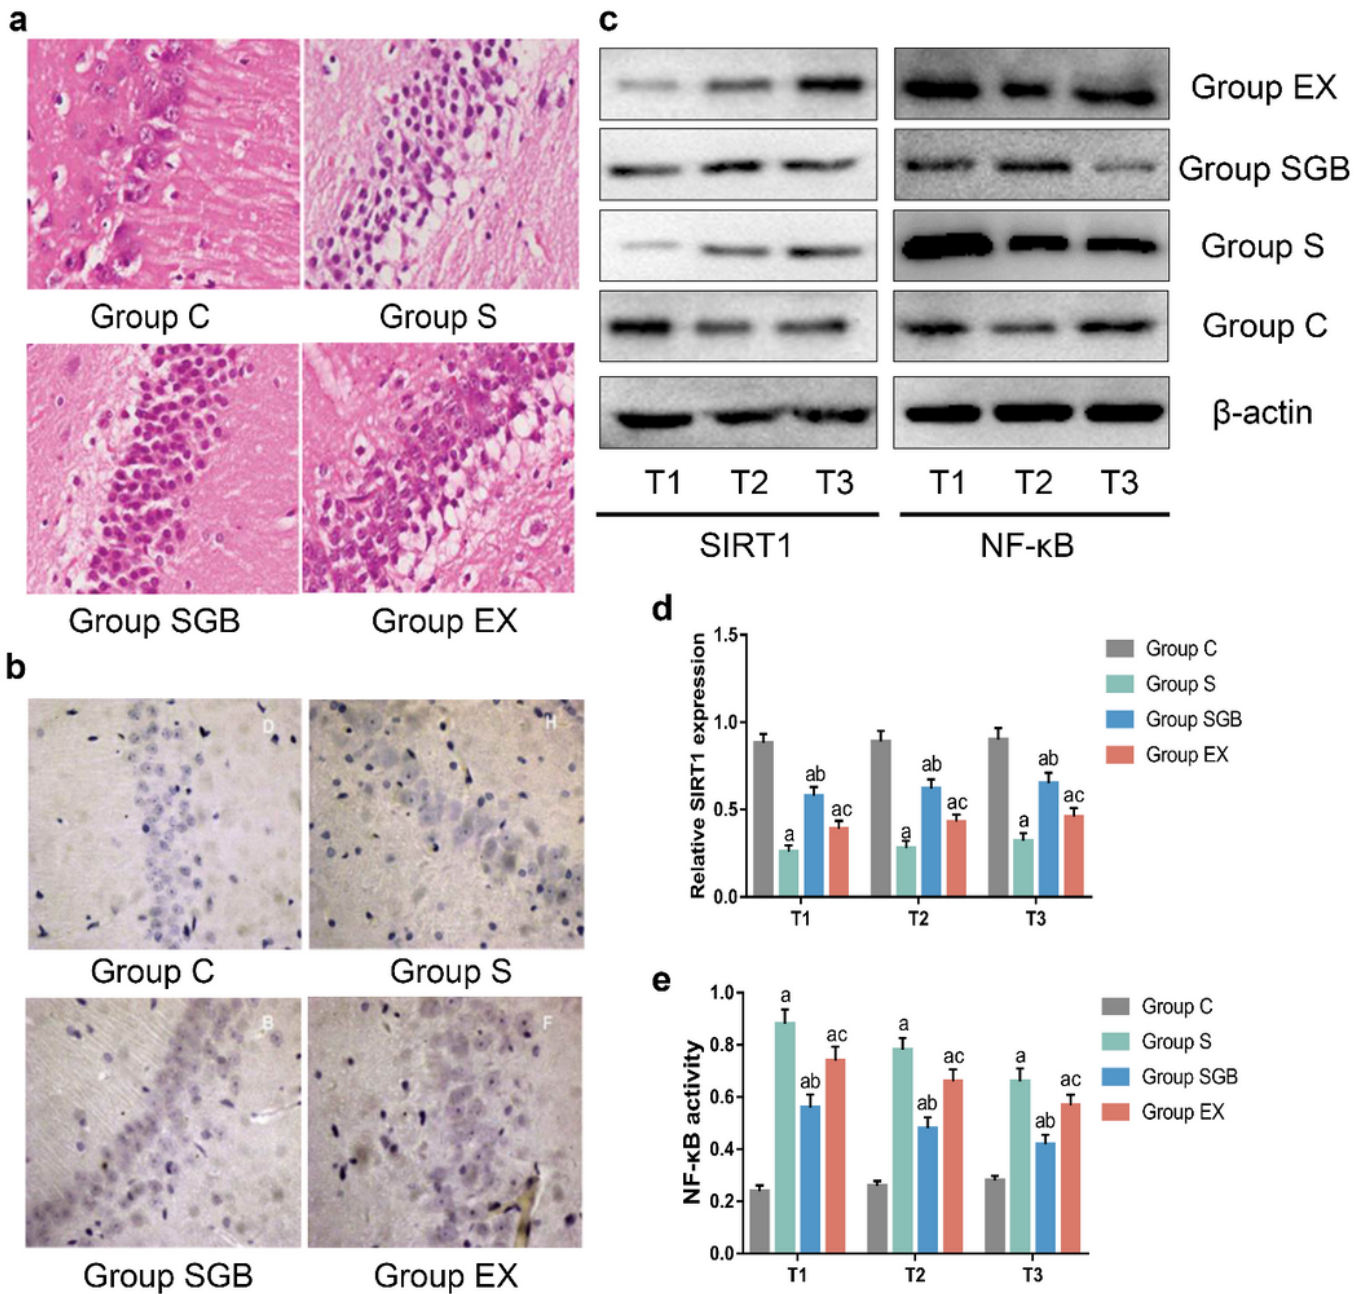 a
Group C
Group S
Group SGB
Group EX
b
D
H
Group C
Group S
B
F
Group SGB
Group EX
c
Group EX
Group SGB
Group S
Group C
β-actin
T1 T2 T3 T1 T2 T3
SIRT1 NF-κB
d
Relative SIRT1 expression
1.5
1.0
0.5
0.0
a ab ac
a ab ac
a ab ac
T1 T2 T3
Group C
Group S
Group SGB
Group EX
e
NF-κB activity
1.0
0.8
0.6
0.4
0.2
0.0
a ab ac
a ab ac
a ab ac
T1 T2 T3
Group C
Group S
Group SGB
Group EX